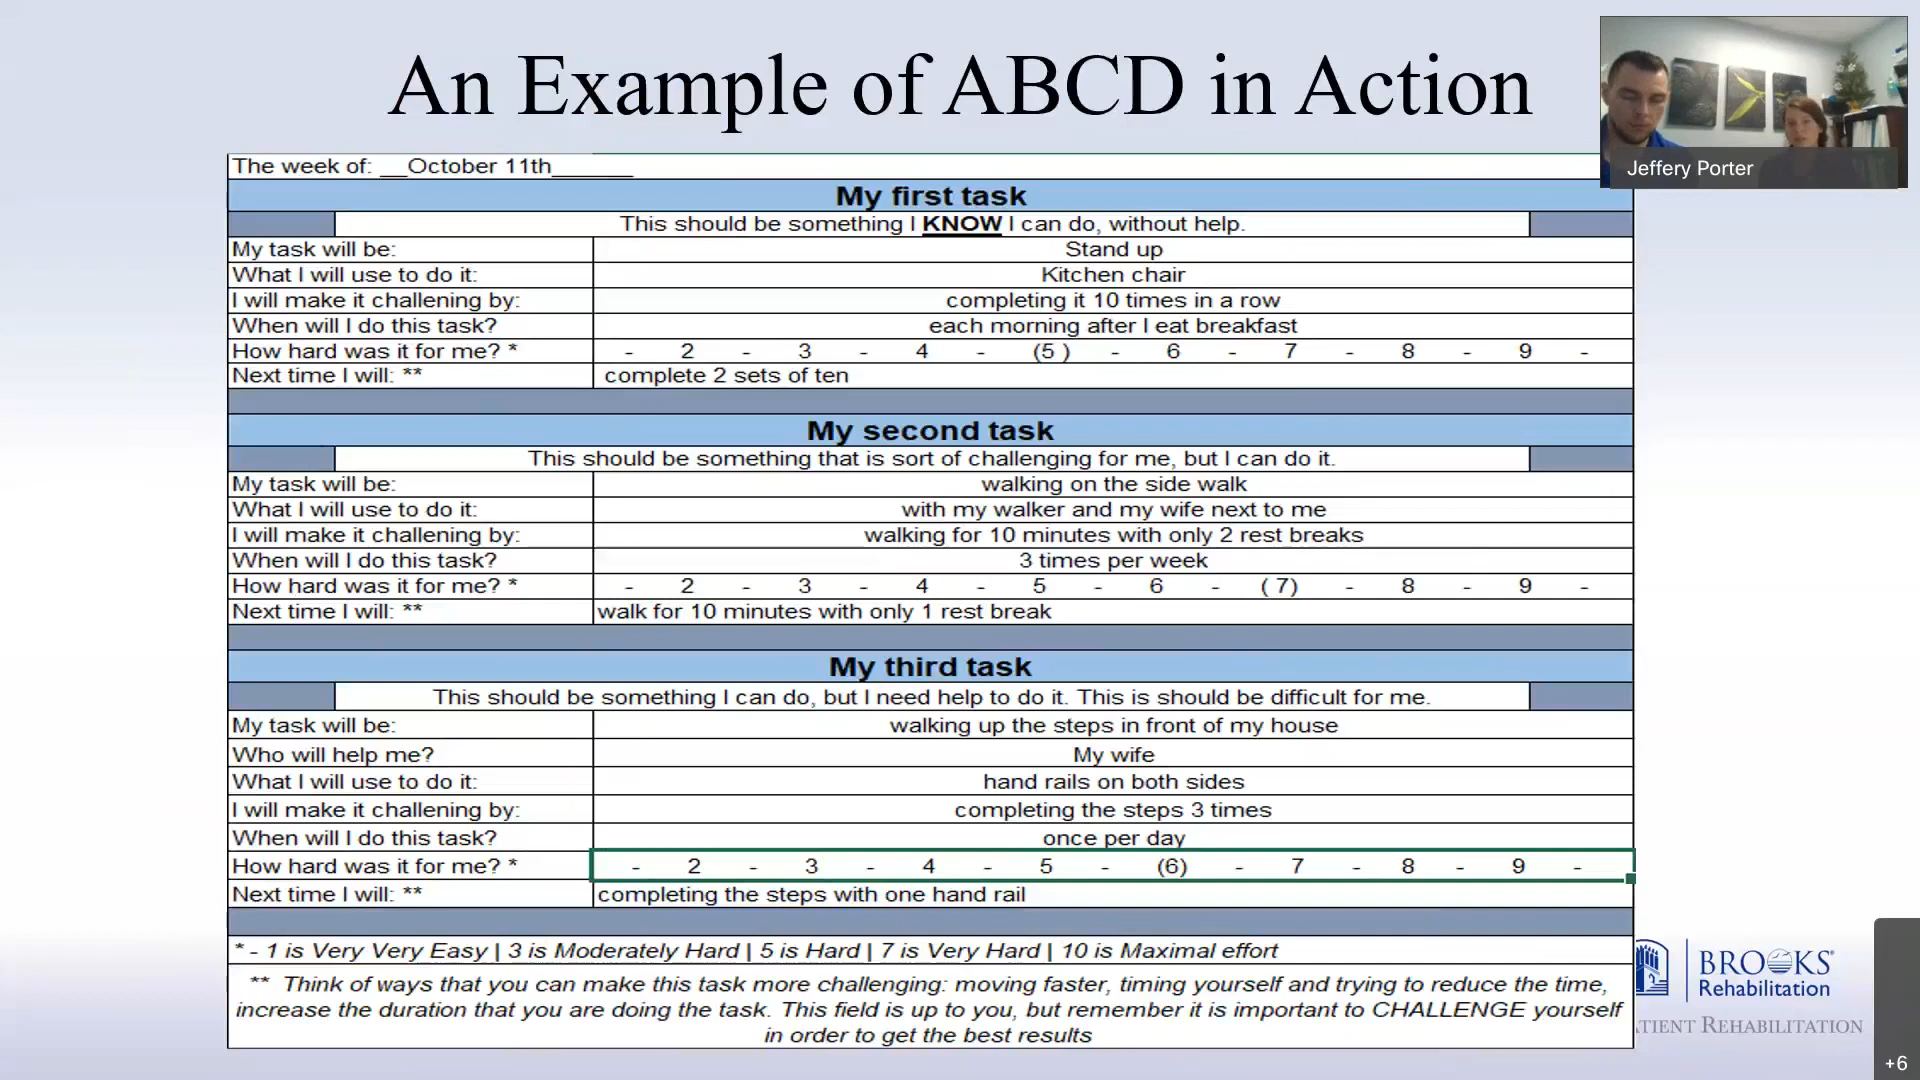 An Example of ABCD in Action
Jeffery Porter
The week of: __October 11th______
My first task
This should be something I KNOW I can do, without help.
My task will be: Stand up
What I will use to do it: Kitchen chair
I will make it challening by: completing it 10 times in a row
When will I do this task? each morning after I eat breakfast
How hard was it for me? * - 2 - 3 - 4 - (5 ) - 6 - 7 - 8 - 9 -
Next time I will: ** complete 2 sets of ten
My second task
This should be something that is sort of challenging for me, but I can do it.
My task will be: walking on the side walk
What I will use to do it: with my walker and my wife next to me
I will make it challening by: walking for 10 minutes with only 2 rest breaks
When will I do this task? 3 times per week
How hard was it for me? * - 2 - 3 - 4 - 5 - 6 - ( 7) - 8 - 9 -
Next time I will: ** walk for 10 minutes with only 1 rest break
My third task
This should be something I can do, but I need help to do it. This is should be difficult for me.
My task will be: walking up the steps in front of my house
Who will help me? My wife
What I will use to do it: hand rails on both sides
I will make it challening by: completing the steps 3 times
When will I do this task? once per day
How hard was it for me? * - 2 - 3 - 4 - 5 - (6) - 7 - 8 - 9 -
Next time I will: ** completing the steps with one hand rail
* - 1 is Very Very Easy | 3 is Moderately Hard | 5 is Hard | 7 is Very Hard | 10 is Maximal effort
** Think of ways that you can make this task more challenging: moving faster, timing yourself and trying to reduce the time,
increase the duration that you are doing the task. This field is up to you, but remember it is important to CHALLENGE yourself
in order to get the best results
BROOKS
Rehabilitation
REHABILITATION
+6